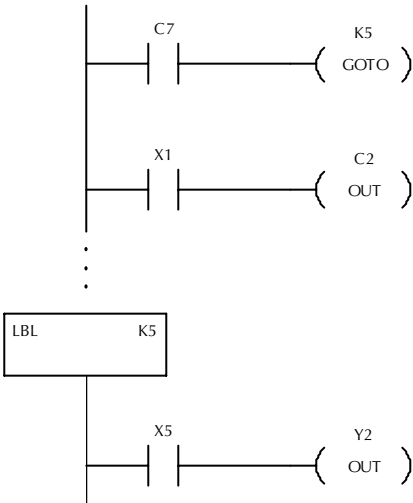 C7 K5
GOTO
X1 C2
OUT
LBL K5
X5 Y2
OUT